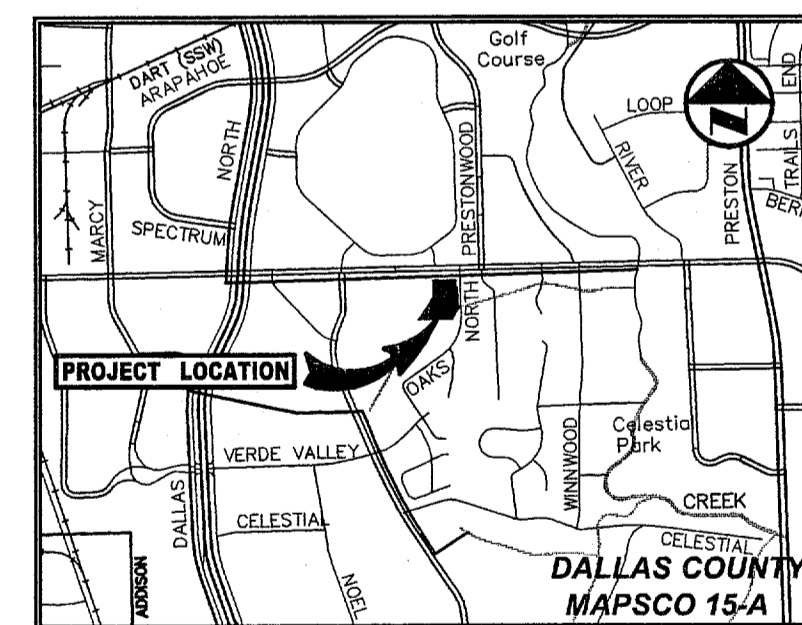 Golf
Course
DART (SSW)
ARAPAHOE
LOOP
END
TRAILS
NORTH
PRESTONWOOD
RIVER
PRESTON
MARCY
SPECTRUM
NORTH
PROJECT LOCATION
OAKS
VERDE VALLEY
WINNWOOD
Celestia
Park
DALLAS
CELESTIAL
CREEK
CELESTIAL
ADDISON
NOEL
DALLAS COUNTY
MAPSCO 15-A